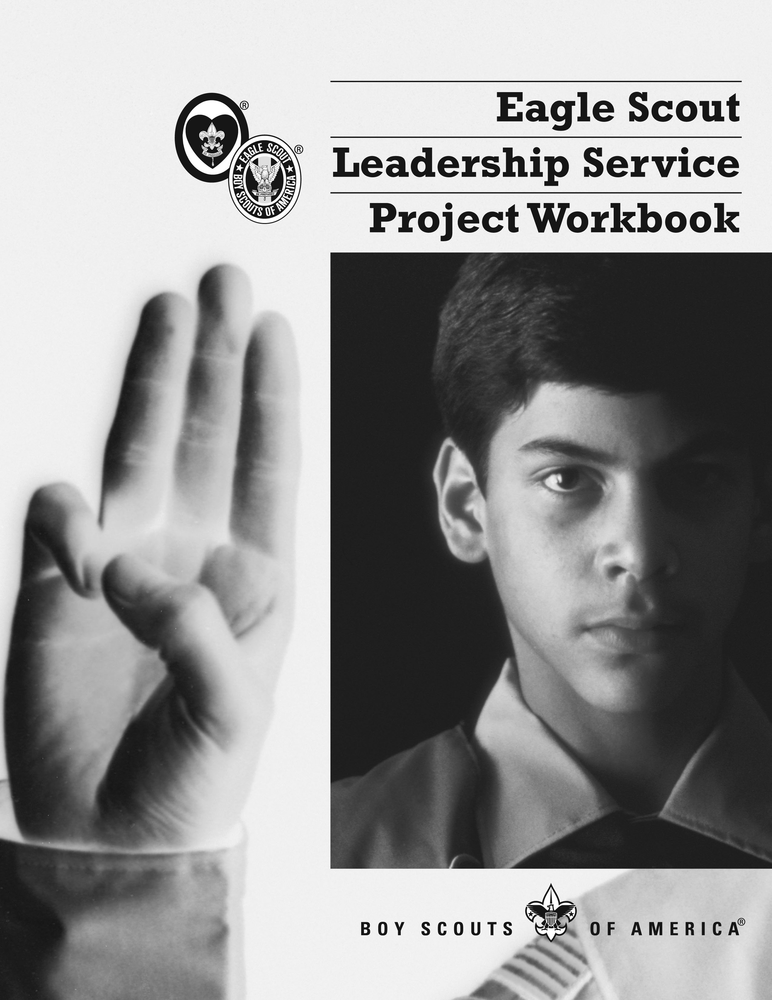 Eagle Scout
Leadership Service
Project Workbook
®
®
EAGLE SCOUT
BOY SCOUTS OF AMERICA
BE PREPARED
BOY SCOUTS OF AMERICA®